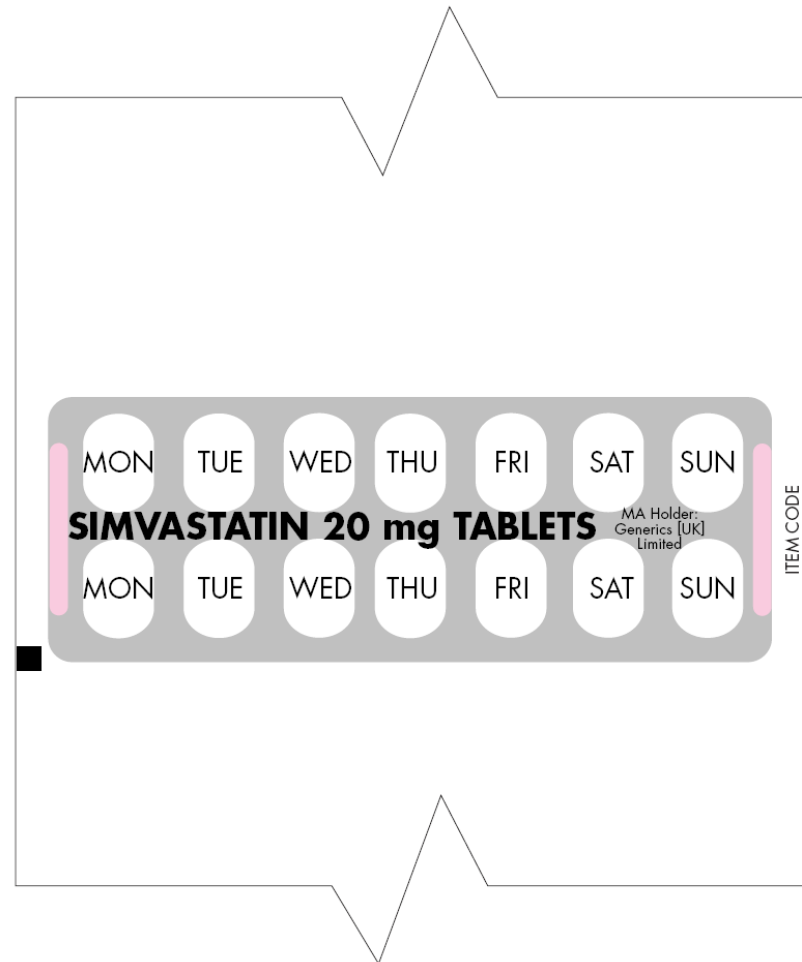 MON TUE WED THU FRI SAT SUN
SIMVASTATIN 20 mg TABLETS
MA Holder:
Generics [UK]
Limited
MON TUE WED THU FRI SAT SUN
ITEM CODE